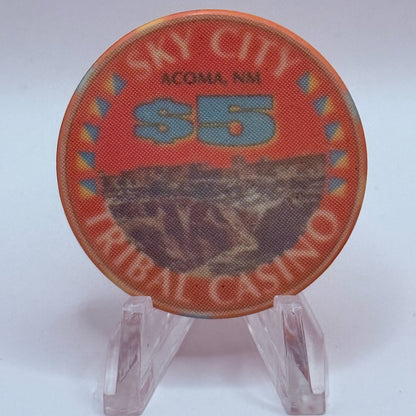 SKY CITY
ACOMA, NM
$5
TRIBAL CASINO